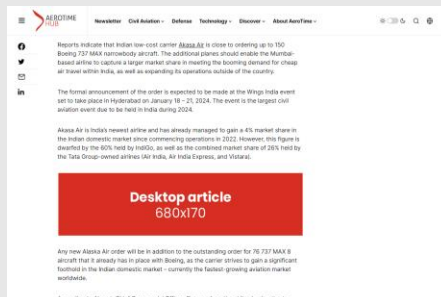 AEROTIME
HUB
Newsletter Civil Aviation Defense Technology Discover About AeroTime
Reports indicate that Indian low-cost carrier Akasa Air is close to ordering up to 150
Boeing 737 MAX narrowbody aircraft. The additional planes should enable the Mumbai-
based airline to capture a larger market share in meeting the booming demand for cheap
air travel within India, as well as expanding its operations outside of the country.
The formal announcement of the order is expected to be made at the Wings India event
set to take place in Hyderabad on January 18 – 21, 2024. The event is the largest civil
aviation event due to be held in India during 2024.
Akasa Air is India's newest airline and has already managed to gain a 4% market share in
the Indian domestic market since commencing operations in 2022. However, this figure is
dwarfed by the 60% held by IndiGo, as well as the combined market share of 26% held by
the Tata Group-owned airlines (Air India, Air India Express, and Vistara).
Desktop article
680x170
Any new Alaska Air order will be in addition to the outstanding order for 76 737 MAX 8
aircraft that it already has in place with Boeing, as the carrier strives to gain a significant
foothold in the Indian domestic market – currently the fastest-growing aviation market
worldwide.